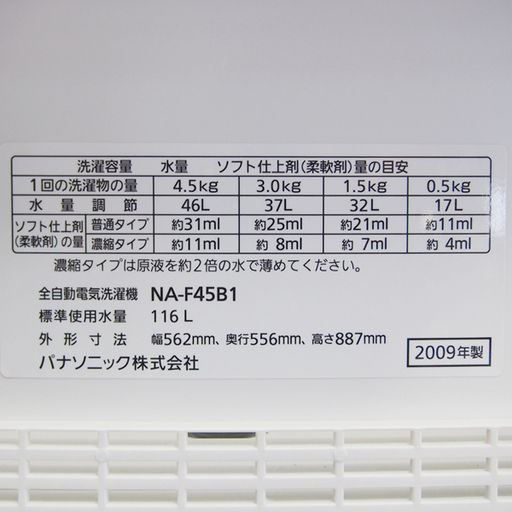 洗濯容量 水量 ソフト仕上剤(柔軟剤)量の目安
1回の洗濯物の量 4.5kg 3.0kg 1.5kg 0.5kg
水量調節 46L 37L 32L 17L
ソフト仕上剤(柔軟剤)の量 普通タイプ 約31ml 約25ml 約21ml 約11ml
濃縮タイプ 約11ml 約8ml 約7ml 約4ml
濃縮タイプは原液を約2倍の水で薄めてください。
全自動電気洗濯機 NA-F45B1
標準使用水量 116 L
外形寸法 幅562mm、奥行556mm、高さ887mm
パナソニック株式会社 2009年製